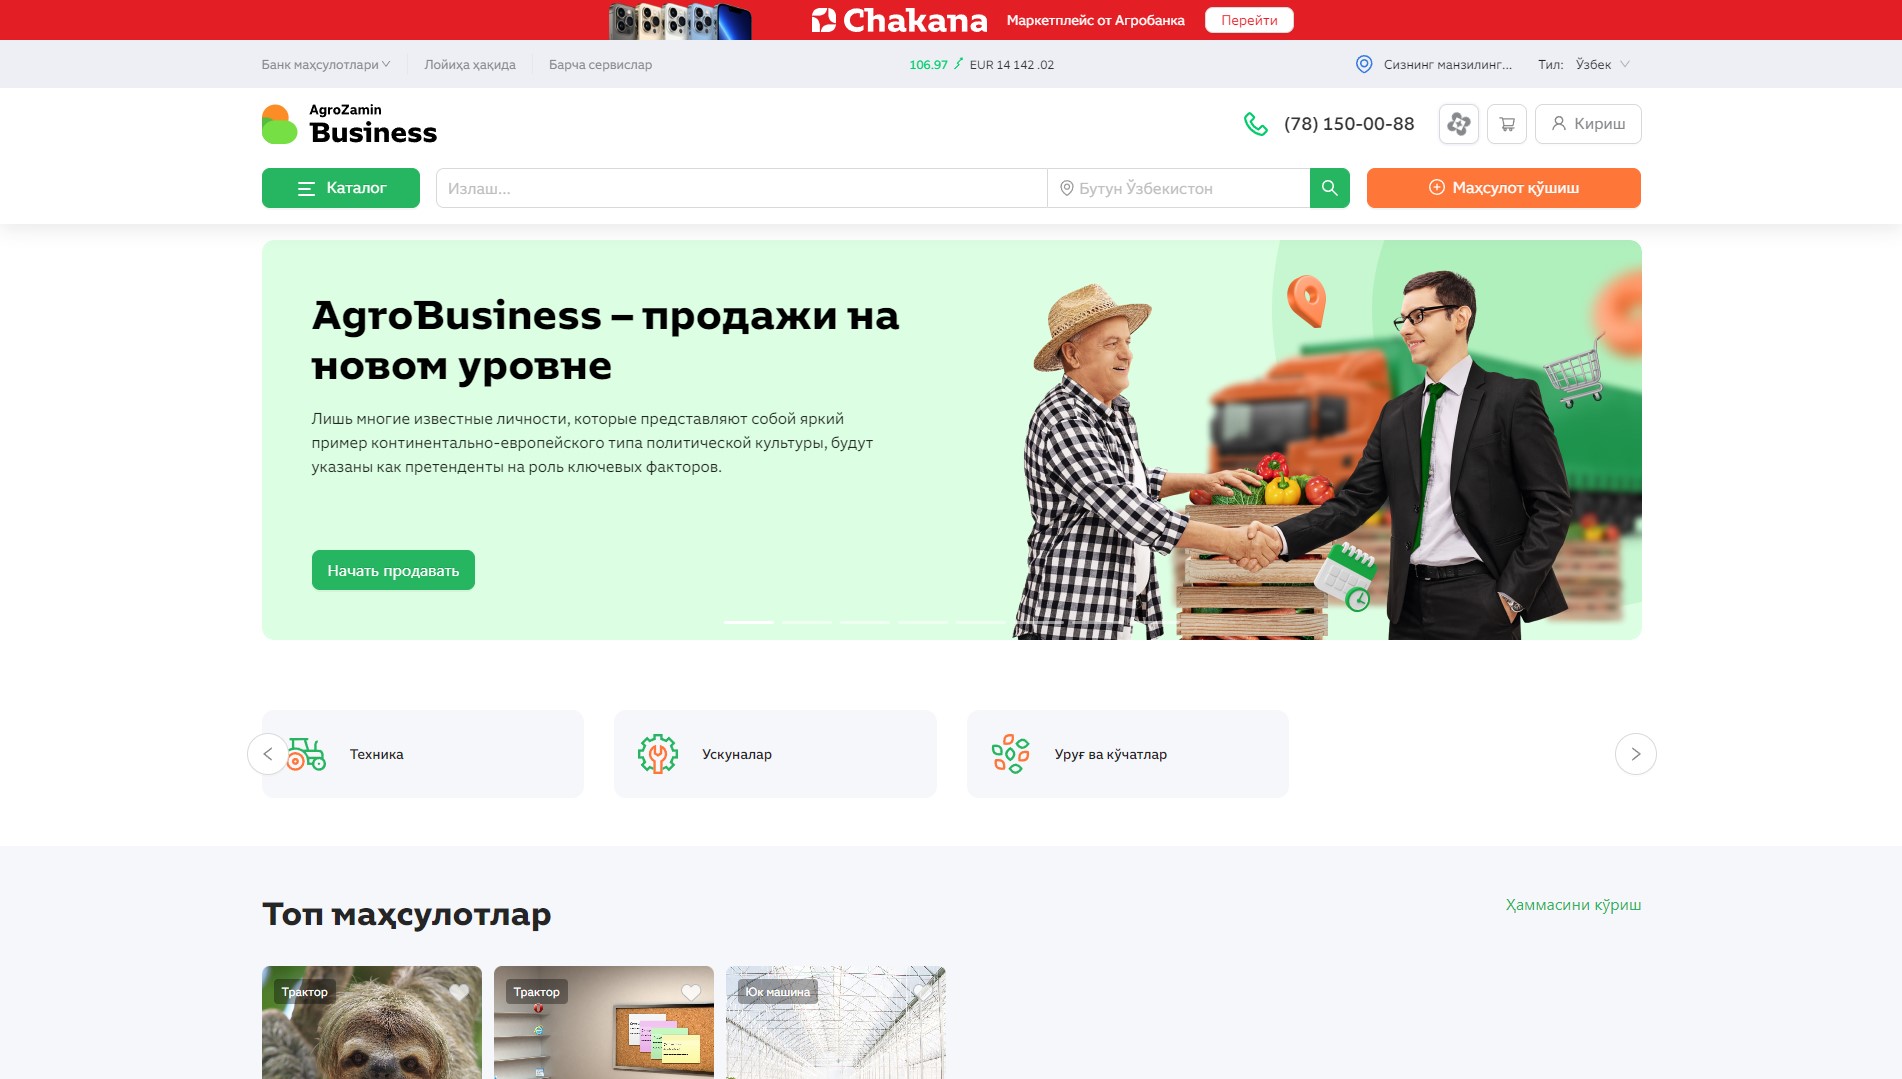 Chakana Маркетплейс от Агробанка Перейти
Банк маҳсулотлари Лойиҳа ҳақида Барча сервислар 106.97 EUR 14 142 .02 Сизнинг манзилинг... Тил: Ўзбек
AgroZamin
Business
(78) 150-00-88 Кириш
Каталог Излаш... Бутун Ўзбекистон Маҳсулот қўшиш
AgroBusiness – продажи на
новом уровне
Лишь многие известные личности, которые представляют собой яркий
пример континентально-европейского типа политической культуры, будут
указаны как претенденты на роль ключевых факторов.
Начать продавать
Техника Ускуналар Уруғ ва кўчатлар
Топ маҳсулотлар Ҳаммасини кўриш
Трактор Трактор Юк машина